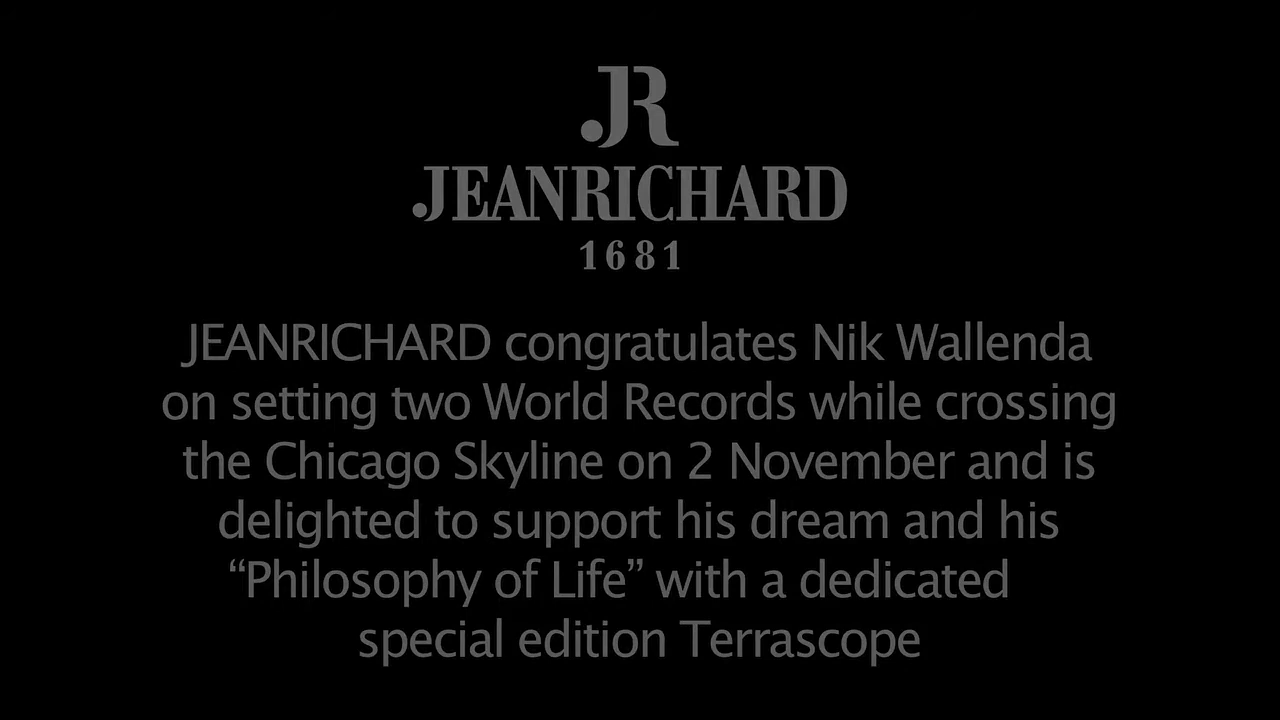 JR
JEANRICHARD
1681
JEANRICHARD congratulates Nik Wallenda
on setting two World Records while crossing
the Chicago Skyline on 2 November and is
delighted to support his dream and his
“Philosophy of Life” with a dedicated
special edition Terrascope